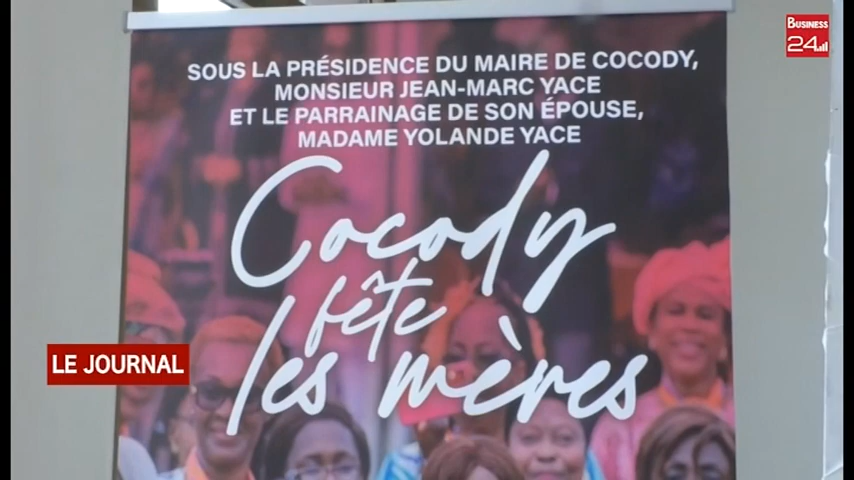 BUSINESS
24
SOUS LA PRÉSIDENCE DU MAIRE DE COCODY,
MONSIEUR JEAN-MARC YACE
ET LE PARRAINAGE DE SON ÉPOUSE,
MADAME YOLANDE YACE
Cocody
fête
les mères
LE JOURNAL